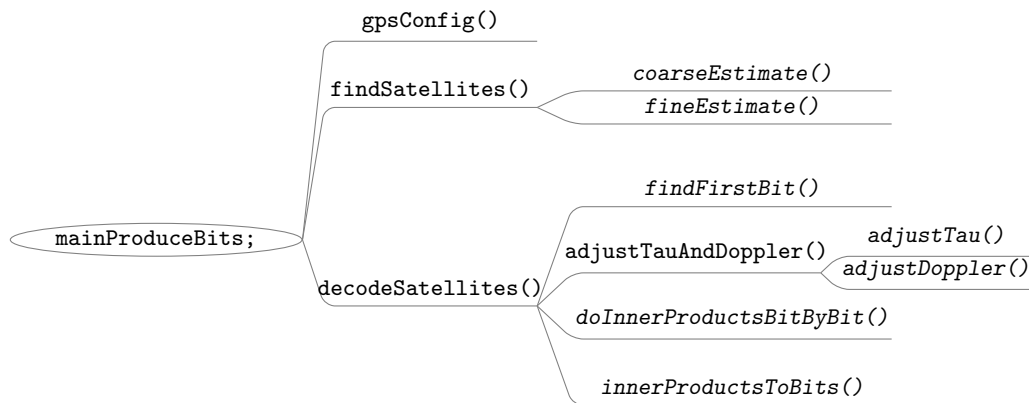 gpsConfig()
findSatellites()
coarseEstimate()
fineEstimate()
mainProduceBits;
decodeSatellites()
findFirstBit()
adjustTauAndDoppler()
adjustTau()
adjustDoppler()
doInnerProductsBitByBit()
innerProductsToBits()